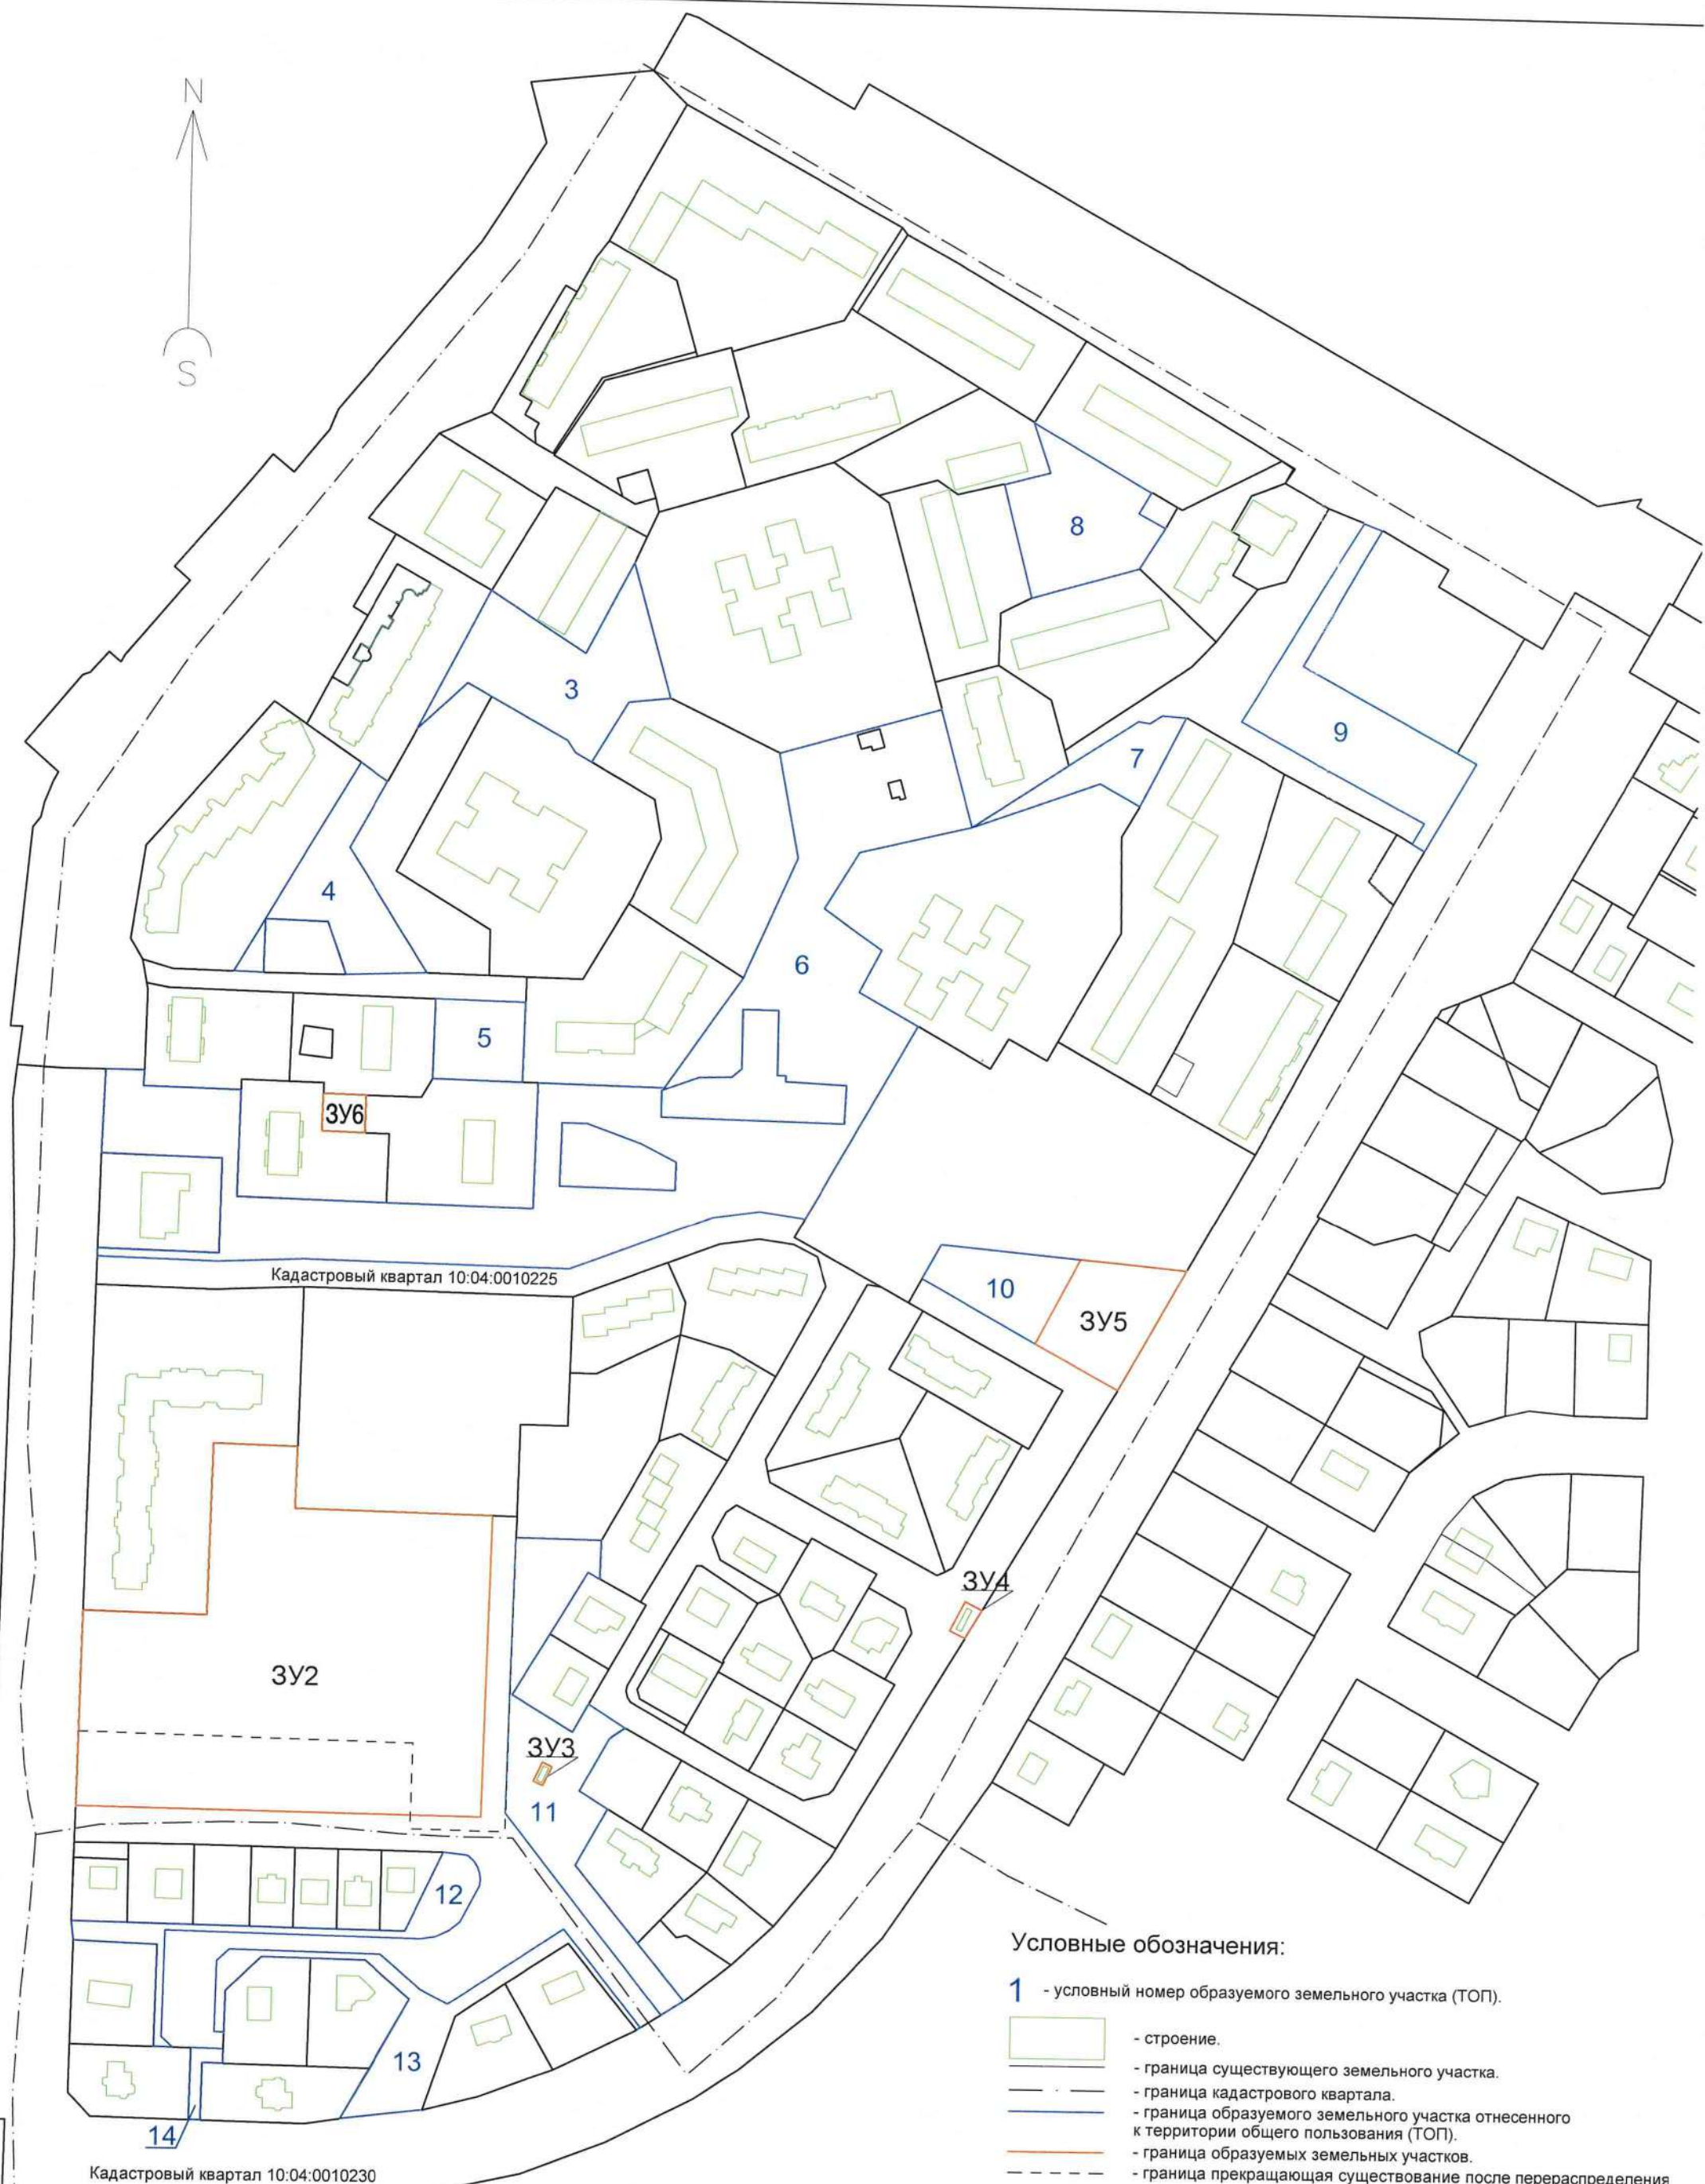 N
S
8
3
9
7
4
6
5
ЗУ6
Кадастровый квартал 10:04:0010225
10
ЗУ5
ЗУ4
ЗУ2
ЗУ3
11
12
13
14
Кадастровый квартал 10:04:0010230
Условные обозначения:
1 - условный номер образуемого земельного участка (ТОП).
- строение.
- граница существующего земельного участка.
- граница кадастрового квартала.
- граница образуемого земельного участка отнесенного
к территории общего пользования (ТОП).
- граница образуемых земельных участков.
- граница прекращающая существование после перераспределения